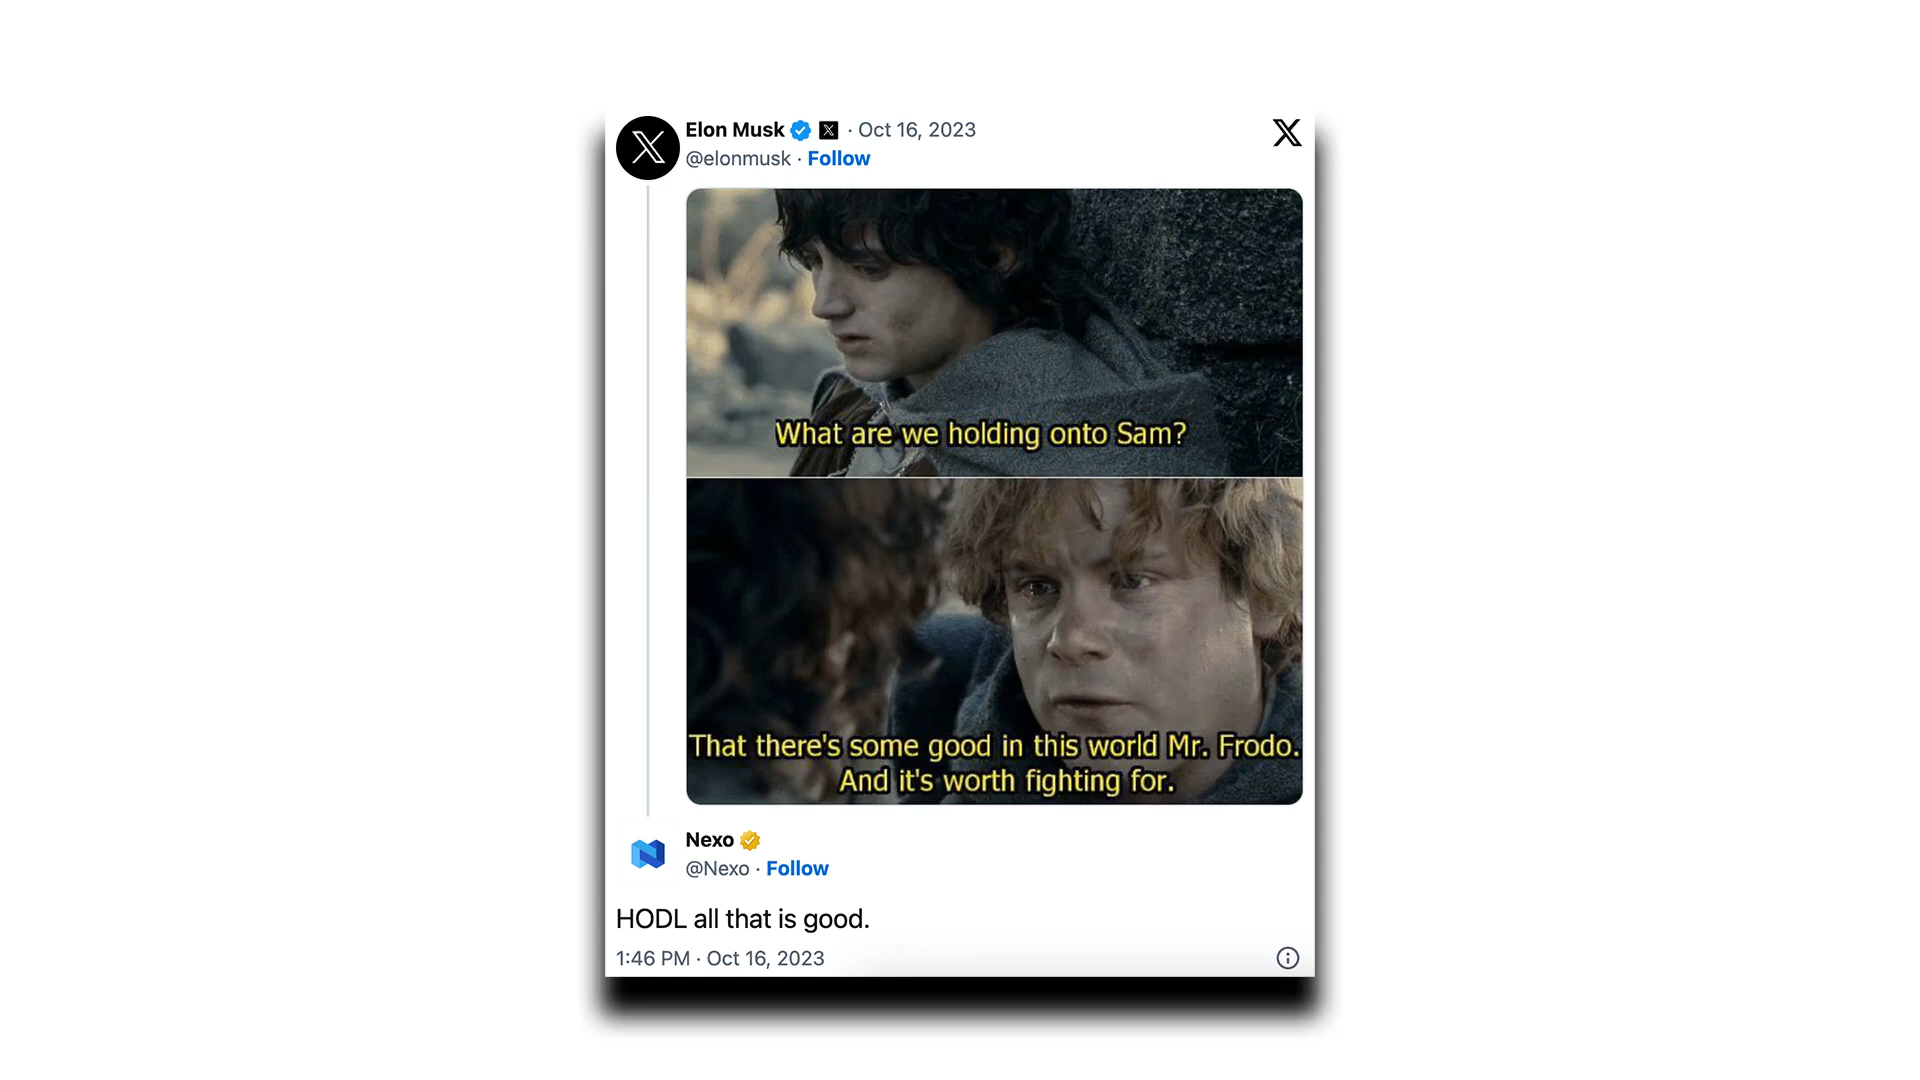 Elon Musk · Oct 16, 2023
@elonmusk · Follow
What are we holding onto Sam?
That there's some good in this world Mr. Frodo.
And it's worth fighting for.
Nexo
@Nexo · Follow
HODL all that is good.
1:46 PM · Oct 16, 2023